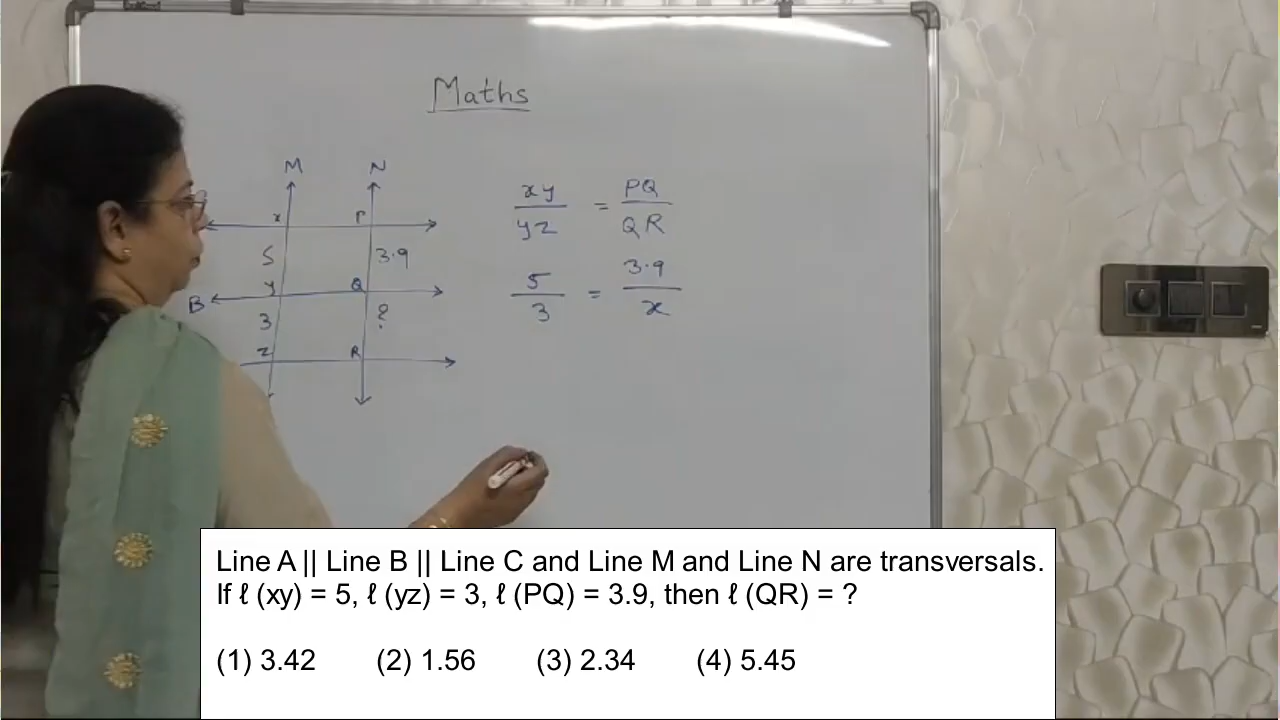 Maths
M N
x P
5 3.9
B y Q
3 ?
z R
xy/yz = PQ/QR
5/3 = 3.9/x
Line A || Line B || Line C and Line M and Line N are transversals.
If ℓ (xy) = 5, ℓ (yz) = 3, ℓ (PQ) = 3.9, then ℓ (QR) = ?
(1) 3.42 (2) 1.56 (3) 2.34 (4) 5.45